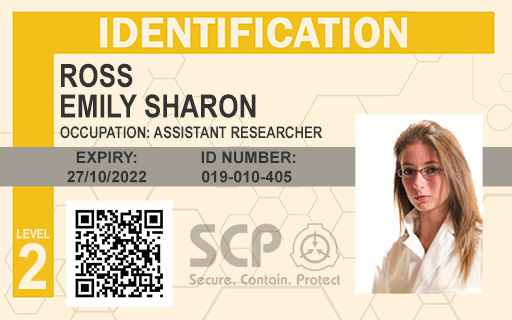 IDENTIFICATION
ROSS
EMILY SHARON
OCCUPATION: ASSISTANT RESEARCHER
EXPIRY: ID NUMBER:
27/10/2022 019-010-405
LEVEL
2
SCP
Secure. Contain. Protect